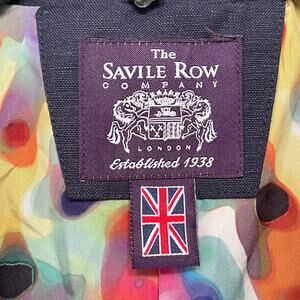 The
SAVILE ROW
COMPANY
LONDON
Established 1938